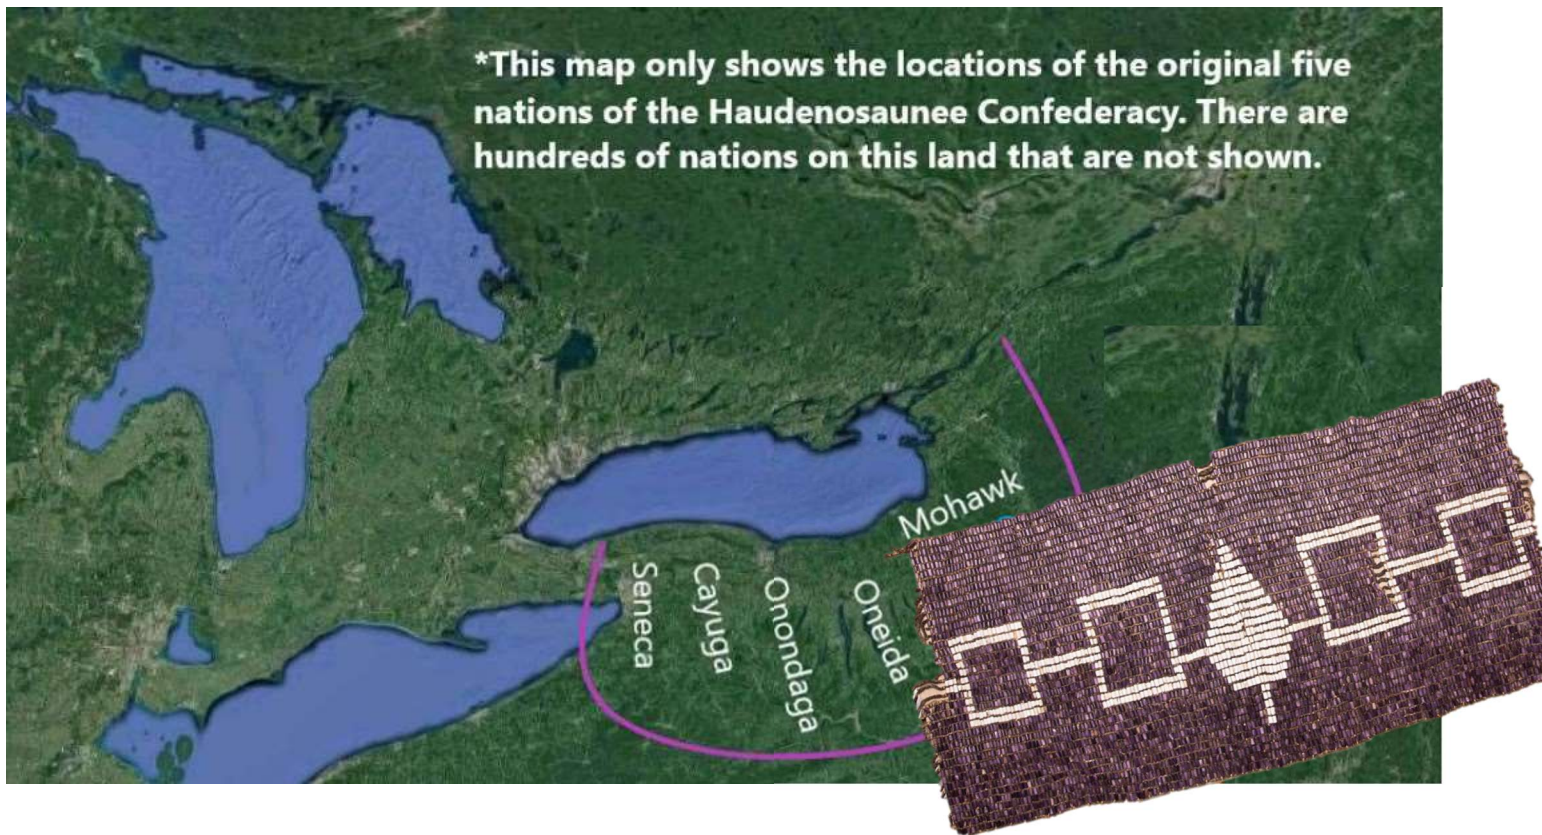 *This map only shows the locations of the original five
nations of the Haudenosaunee Confederacy. There are
hundreds of nations on this land that are not shown.
Mohawk
Seneca
Cayuga
Onondaga
Oneida